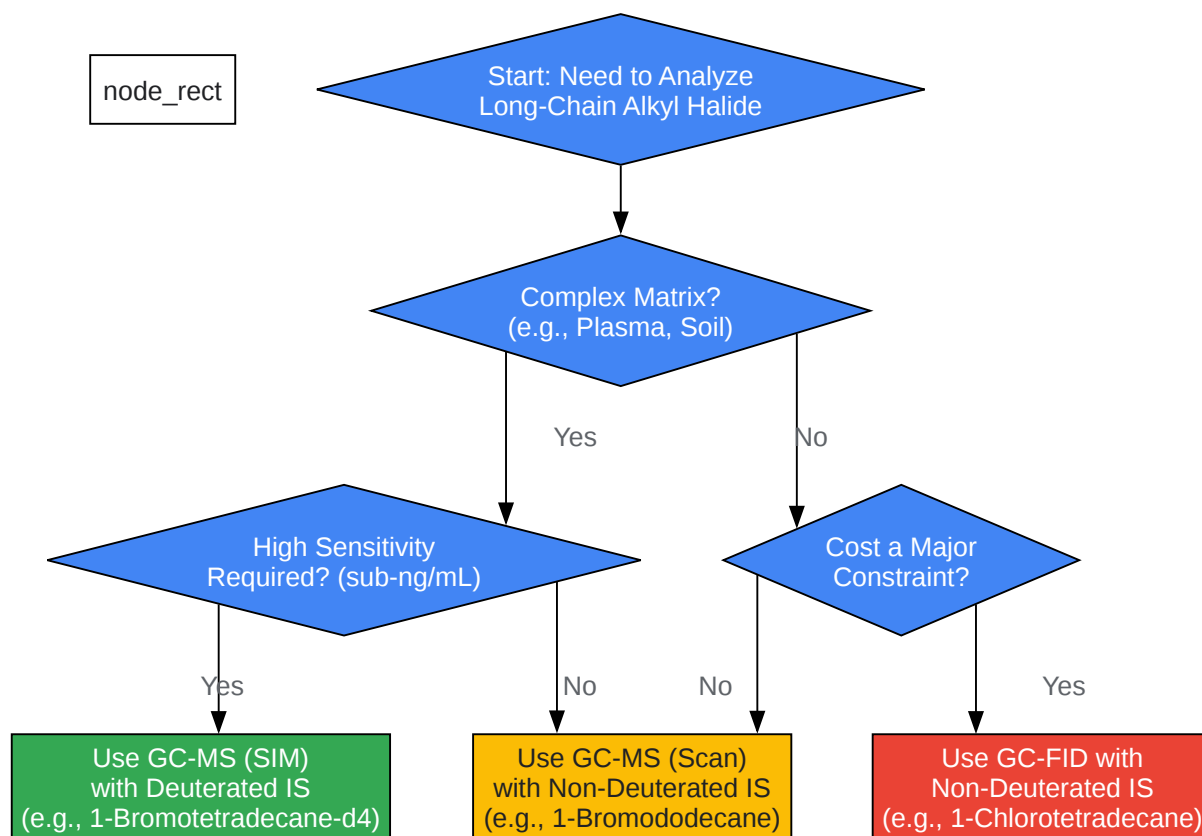 node_rect
Start: Need to Analyze
Long-Chain Alkyl Halide
Complex Matrix?
(e.g., Plasma, Soil)
Yes
No
High Sensitivity
Required? (sub-ng/mL)
Cost a Major
Constraint?
Yes
No
No
Yes
Use GC-MS (SIM)
with Deuterated IS
(e.g., 1-Bromotetradecane-d4)
Use GC-MS (Scan)
with Non-Deuterated IS
(e.g., 1-Bromododecane)
Use GC-FID with
Non-Deuterated IS
(e.g., 1-Chlorotetradecane)